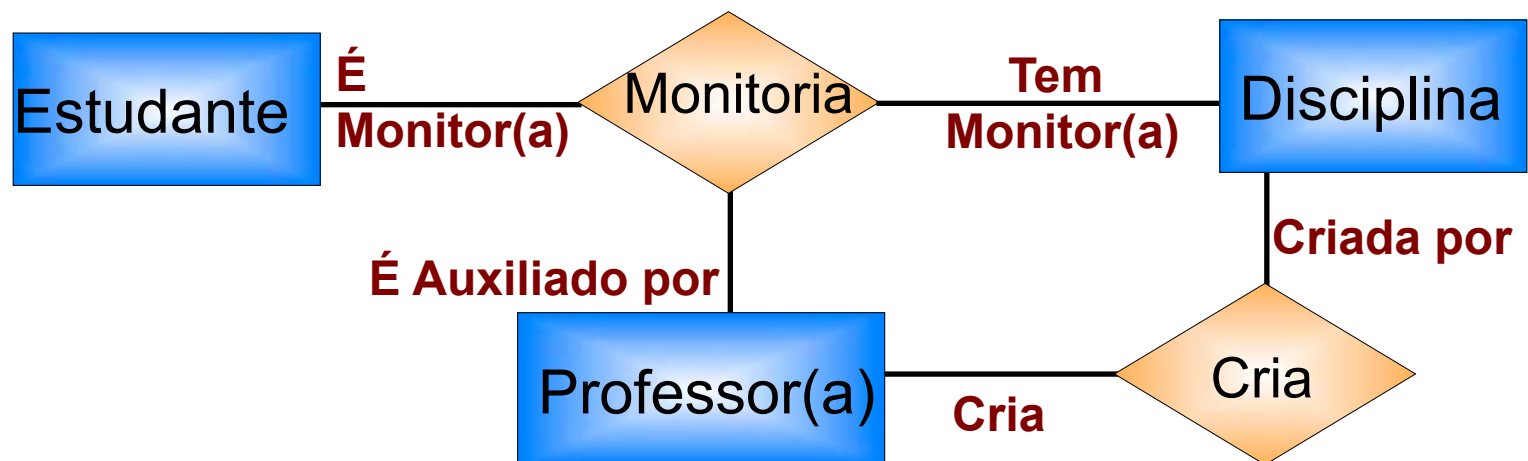 Estudante
É
Monitor(a)
Monitoria
Tem
Monitor(a)
Disciplina
É Auxiliado por
Criada por
Professor(a)
Cria
Cria